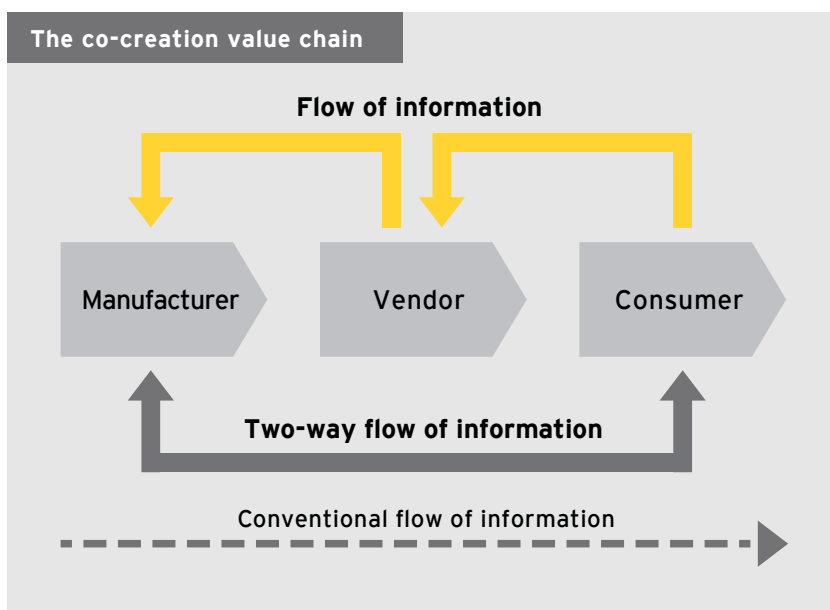 The co-creation value chain
Flow of information
Manufacturer
Vendor
Consumer
Two-way flow of information
Conventional flow of information